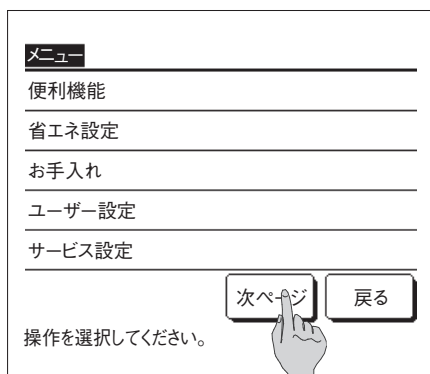 メニュー
便利機能
省エネ設定
お手入れ
ユーザー設定
サービス設定
次ページ 戻る
操作を選択してください。